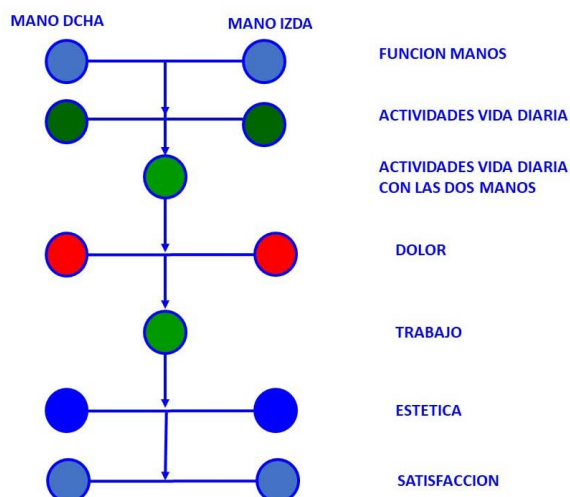 MANO DCHA
MANO IZDA
FUNCION MANOS
ACTIVIDADES VIDA DIARIA
ACTIVIDADES VIDA DIARIA
CON LAS DOS MANOS
DOLOR
TRABAJO
ESTETICA
SATISFACCION